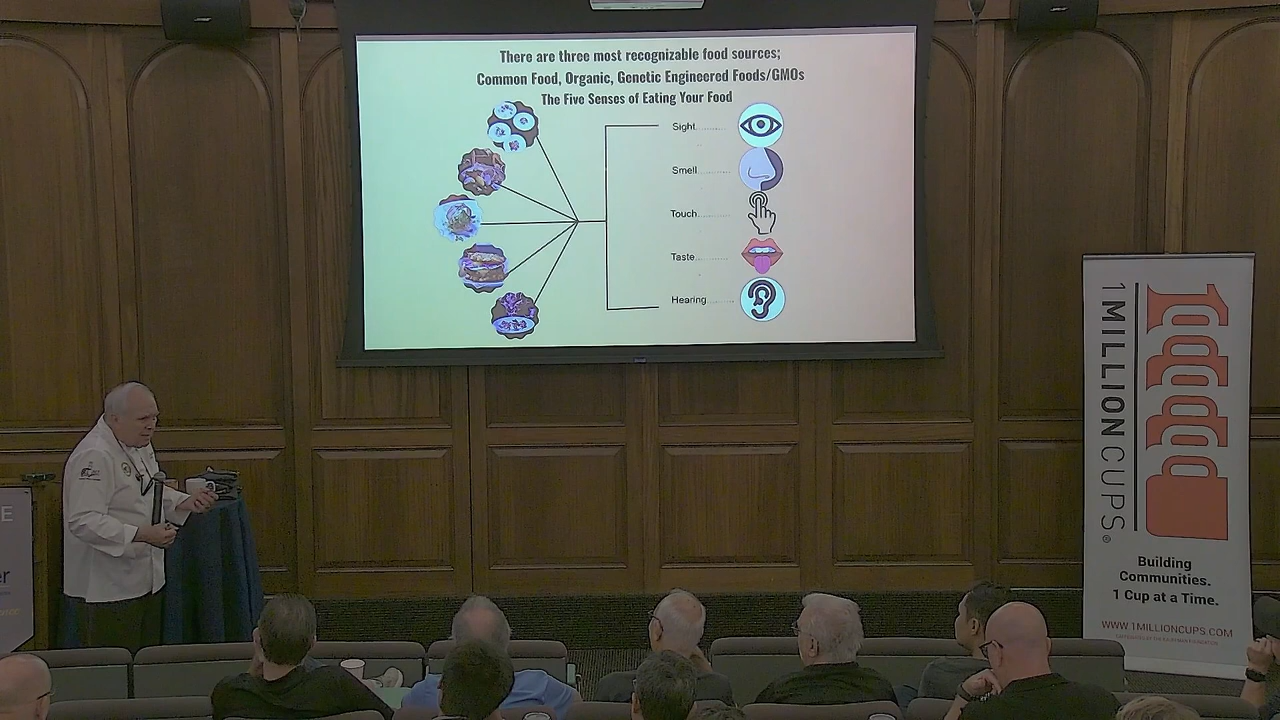 There are three most recognizable food sources;
Common Food, Organic, Genetic Engineered Foods/GMOs
The Five Senses of Eating Your Food
Sight
Smell
Touch
Taste
Hearing
1 MILLION CUPS®
Building
Communities.
1 Cup at a Time.
WWW.1MILLIONCUPS.COM
E
er